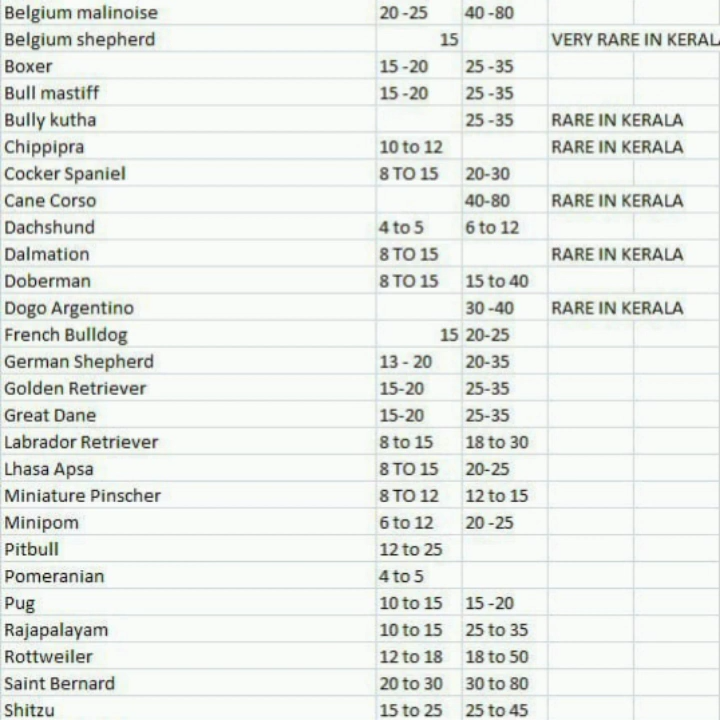 Belgium malinoise 20 -25 40 -80
Belgium shepherd 15 VERY RARE IN KERALA
Boxer 15 -20 25 -35
Bull mastiff 15 -20 25 -35
Bully kutha 25 -35 RARE IN KERALA
Chippipra 10 to 12 RARE IN KERALA
Cocker Spaniel 8 TO 15 20-30
Cane Corso 40-80 RARE IN KERALA
Dachshund 4 to 5 6 to 12
Dalmation 8 TO 15 RARE IN KERALA
Doberman 8 TO 15 15 to 40
Dogo Argentino 30 -40 RARE IN KERALA
French Bulldog 15 20-25
German Shepherd 13 - 20 20-35
Golden Retriever 15-20 25-35
Great Dane 15-20 25-35
Labrador Retriever 8 to 15 18 to 30
Lhasa Apsa 8 TO 15 20-25
Miniature Pinscher 8 TO 12 12 to 15
Minipom 6 to 12 20 -25
Pitbull 12 to 25
Pomeranian 4 to 5
Pug 10 to 15 15 -20
Rajapalayam 10 to 15 25 to 35
Rottweiler 12 to 18 18 to 50
Saint Bernard 20 to 30 30 to 80
Shitzu 15 to 25 25 to 45